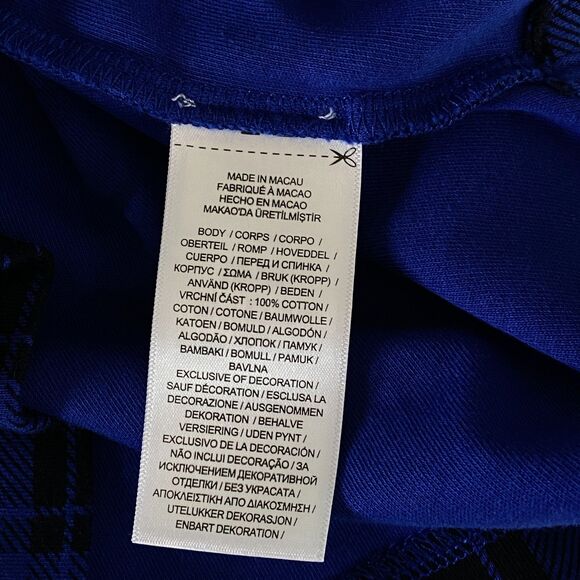 MADE IN MACAU
FABRIQUÉ À MACAO
HECHO EN MACAO
MAKAO'DA ÜRETİLMİŞTİR
BODY / CORPS / CORPO /
OBERTEIL / ROMP / HOVEDDEL /
CUERPO / ПЕРЕД И СПИНКА /
КОРПУС / ΣΩΜΑ / BRUK (KROPP) /
ANVÄND (KROPP) / BEDEN /
VRCHNÍ ČÁST : 100% COTTON /
COTON / COTONE / BAUMWOLLE /
KATOEN / BOMULD / ALGODÓN /
ALGODÃO / ХЛОПОК / ПАМУК /
ΒΑΜΒΑΚΙ / BOMULL / PAMUK /
BAVLNA
EXCLUSIVE OF DECORATION /
SAUF DÉCORATION / ESCLUSA LA
DECORAZIONE / AUSGENOMMEN
DEKORATION / BEHALVE
VERSIERING / UDEN PYNT /
EXCLUSIVO DE LA DECORACIÓN /
NÃO INCLUI DECORAÇÃO / ЗА
ИСКЛЮЧЕНИЕМ ДЕКОРАТИВНОЙ
ОТДЕЛКИ / БЕЗ УКРАСАТА /
ΑΠΟΚΛΕΙΣΤΙΚΗ ΑΠΟ ΔΙΑΚΟΣΜΗΣΗ /
UTELUKKER DEKORASJON /
ENBART DEKORATION /